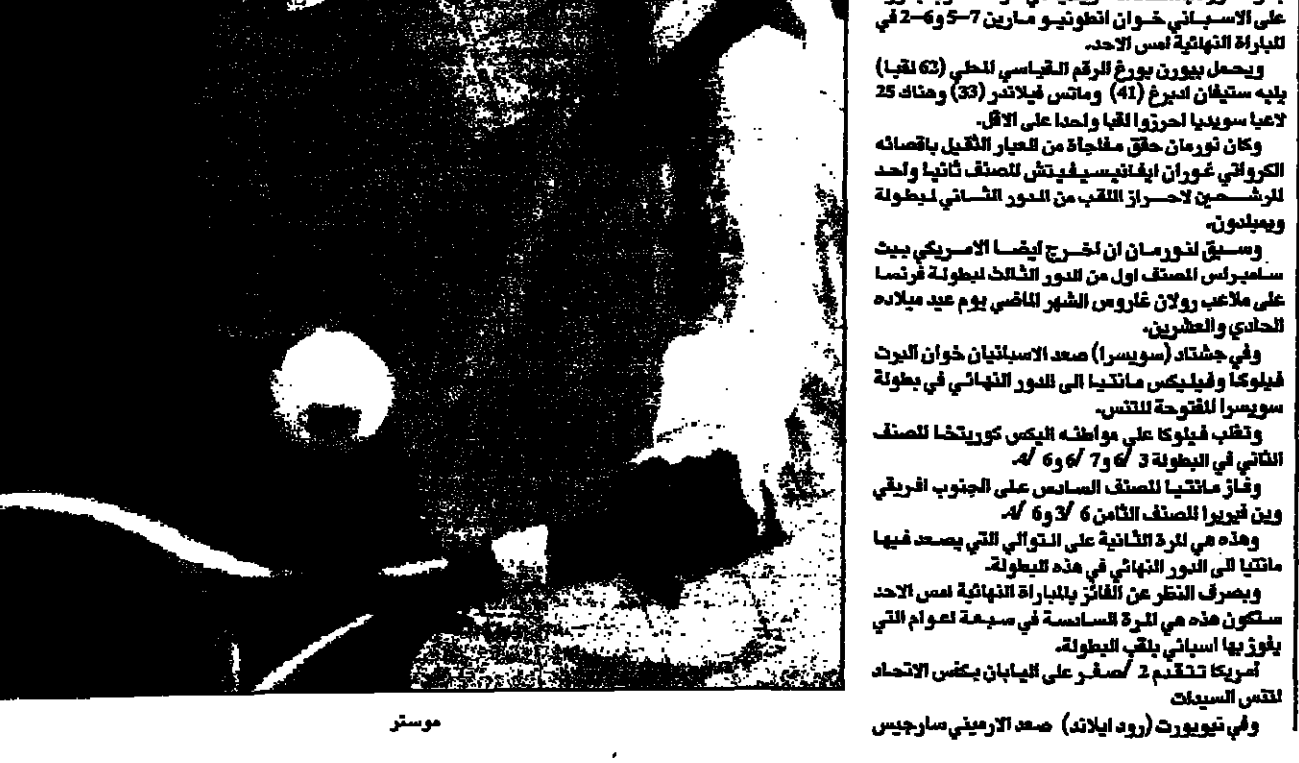 على الاسباني خوان انطونيو مارين 7–5 و6–2 في
المباراة النهائية امس الاحد.
ويحمل بيورن بورغ الرقم القياسي المحلي (62 لقبا)
يليه ستيفان ادبرغ (41) وماتس فيلاندر (33) وهناك 25
لاعبا سويديا احرزوا لقبا واحدا على الاقل.
وكان نورمان حقق مفاجأة من العيار الثقيل باقصائه
الكرواتي غوران ايفانيسيفيتش المصنف ثانيا واحد
المرشحين لاحراز اللقب من الدور الثاني لبطولة
ويمبلدون.
وسبق لنورمان ان اخرج ايضا الامريكي بيت
سامبراس المصنف اول من الدور الثالث لبطولة فرنسا
على ملاعب رولان غاروس الشهر الماضي يوم عيد ميلاده
الحادي والعشرين.
وفي جشتاد (سويسرا) صعد الاسبانيان خوان البرت
فيلوكا وفيليكس مانتيا الى الدور النهائي في بطولة
سويسرا المفتوحة للتنس.
وتغلب فيلوكا على مواطنه اليكس كوريتخا المصنف
الثاني في البطولة 3 /6 و7 /6 و6 /4.
وفاز مانتيا المصنف السادس على الجنوب افريقي
وين فيريرا المصنف الثامن 6 /3 و6 /4.
وهذه هي المرة الثانية على التوالي التي يصعد فيها
مانتيا الى الدور النهائي في هذه البطولة.
وبصرف النظر عن الفائز بالمباراة النهائية امس الاحد
ستكون هذه هي المرة السادسة في سبعة اعوام التي
يفوز بها اسباني بلقب البطولة.
أمريكا تتقدم 2 /صفر على اليابان بكأس الاتحاد
لتنس السيدات
وفي نيويورت (رود ايلاند) صعد الارميني سارجيس
موستر